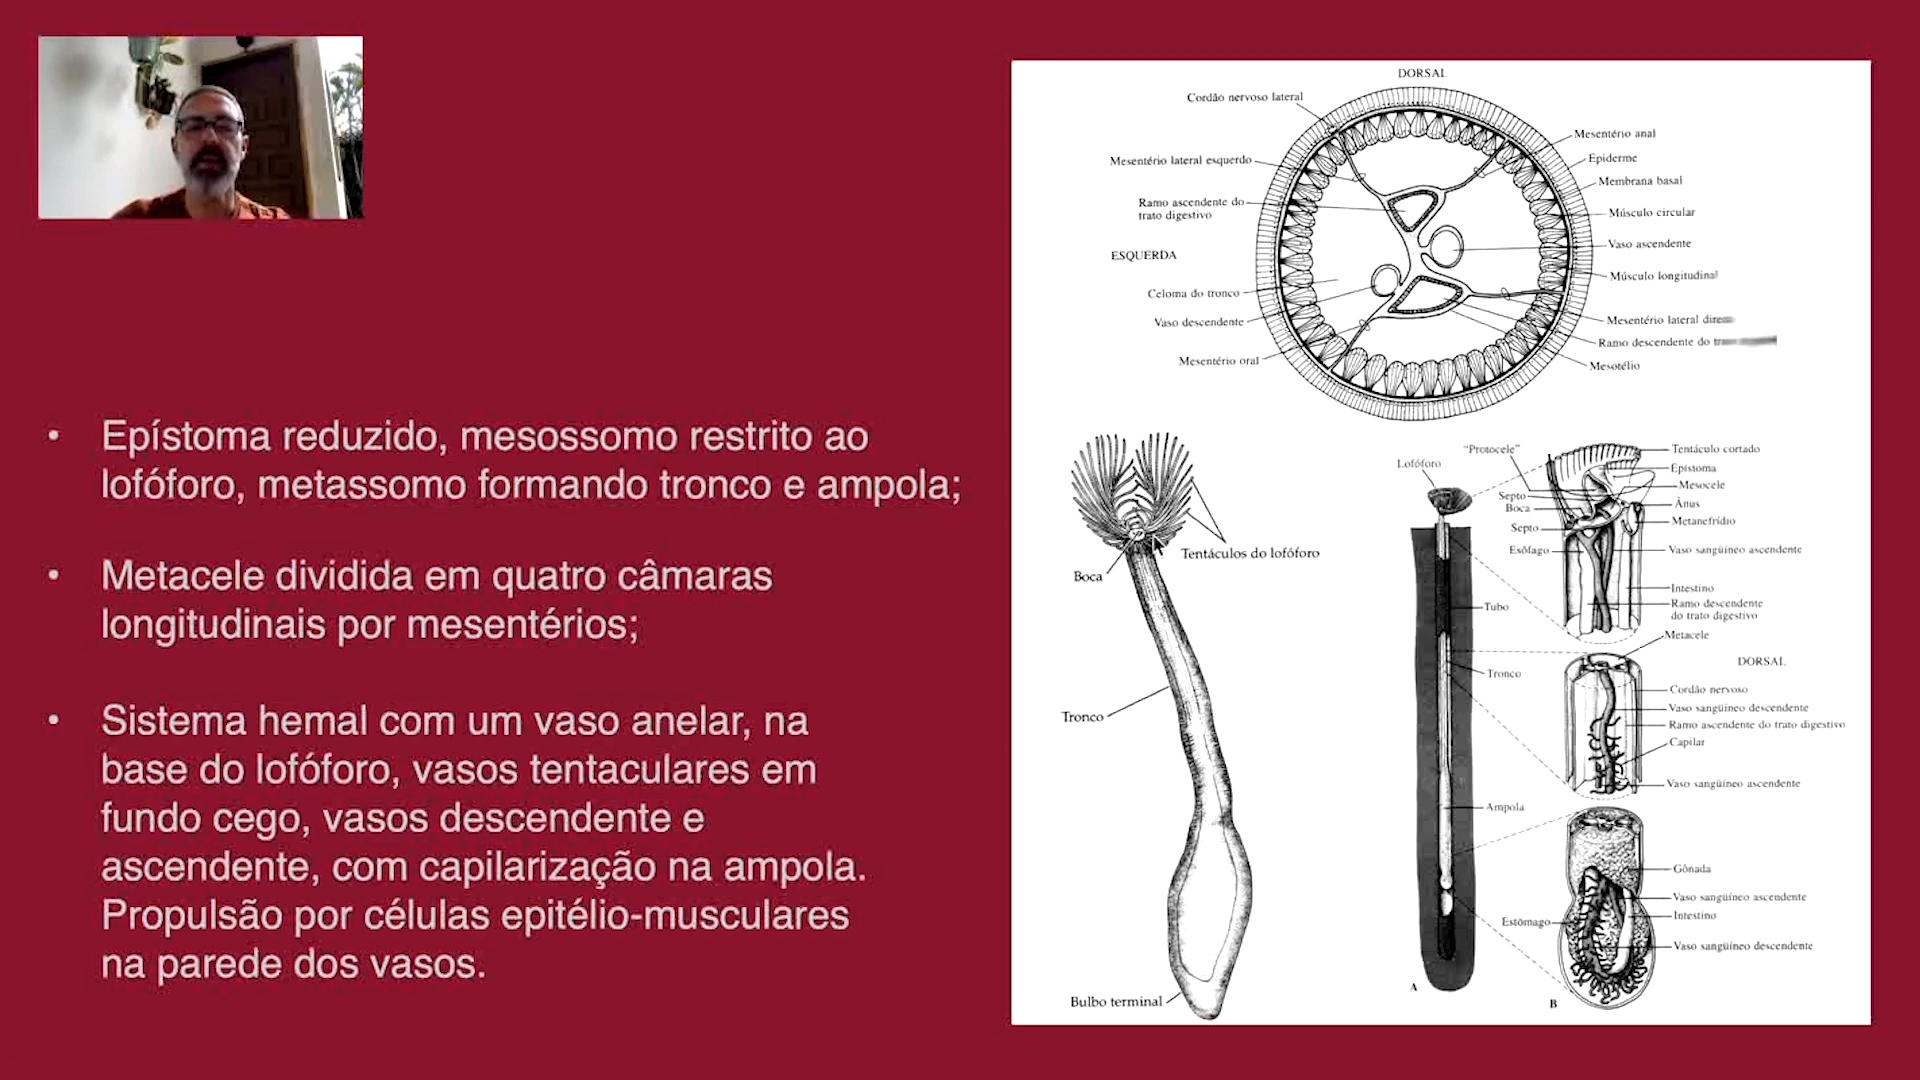 • Epístoma reduzido, mesossomo restrito ao
lofóforo, metassomo formando tronco e ampola;
• Metacele dividida em quatro câmaras
longitudinais por mesentérios;
• Sistema hemal com um vaso anelar, na
base do lofóforo, vasos tentaculares em
fundo cego, vasos descendente e
ascendente, com capilarização na ampola.
Propulsão por células epitélio-musculares
na parede dos vasos.
DORSAL
Cordão nervoso lateral
Mesentério lateral esquerdo
Ramo ascendente do
trato digestivo
ESQUERDA
Celoma do tronco
Vaso descendente
Mesentério oral
Mesentério anal
Epiderme
Membrana basal
Músculo circular
Vaso ascendente
Músculo longitudinal
Mesentério lateral
Ramo descendente do
Mesotélio
Tentáculos do lofóforo
Boca
Tronco
Bulbo terminal
Lofóforo
Tubo
Tronco
Ampola
A
"Protocele"
Septo
Boca
Septo
Esôfago
Tentáculo cortado
Epístoma
Mesocele
Ânus
Metanefrídio
Vaso sangüíneo ascendente
Intestino
Ramo descendente
do trato digestivo
Metacele
DORSAL
Cordão nervoso
Vaso sangüíneo descendente
Ramo ascendente do trato digestivo
Capilar
Vaso sangüíneo ascendente
Gônada
Vaso sangüíneo ascendente
Intestino
Estômago
Vaso sangüíneo descendente
B